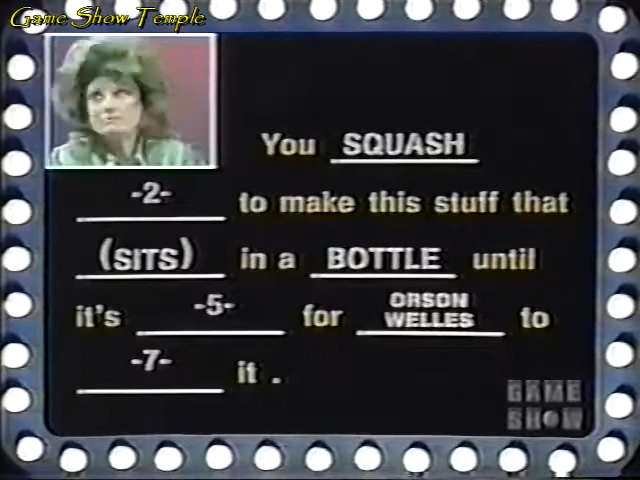 Game Show Temple
You SQUASH
-2- to make this stuff that
(SITS) in a BOTTLE until
it's -5- for ORSON WELLES to
-7- it .
GAME
SHOW